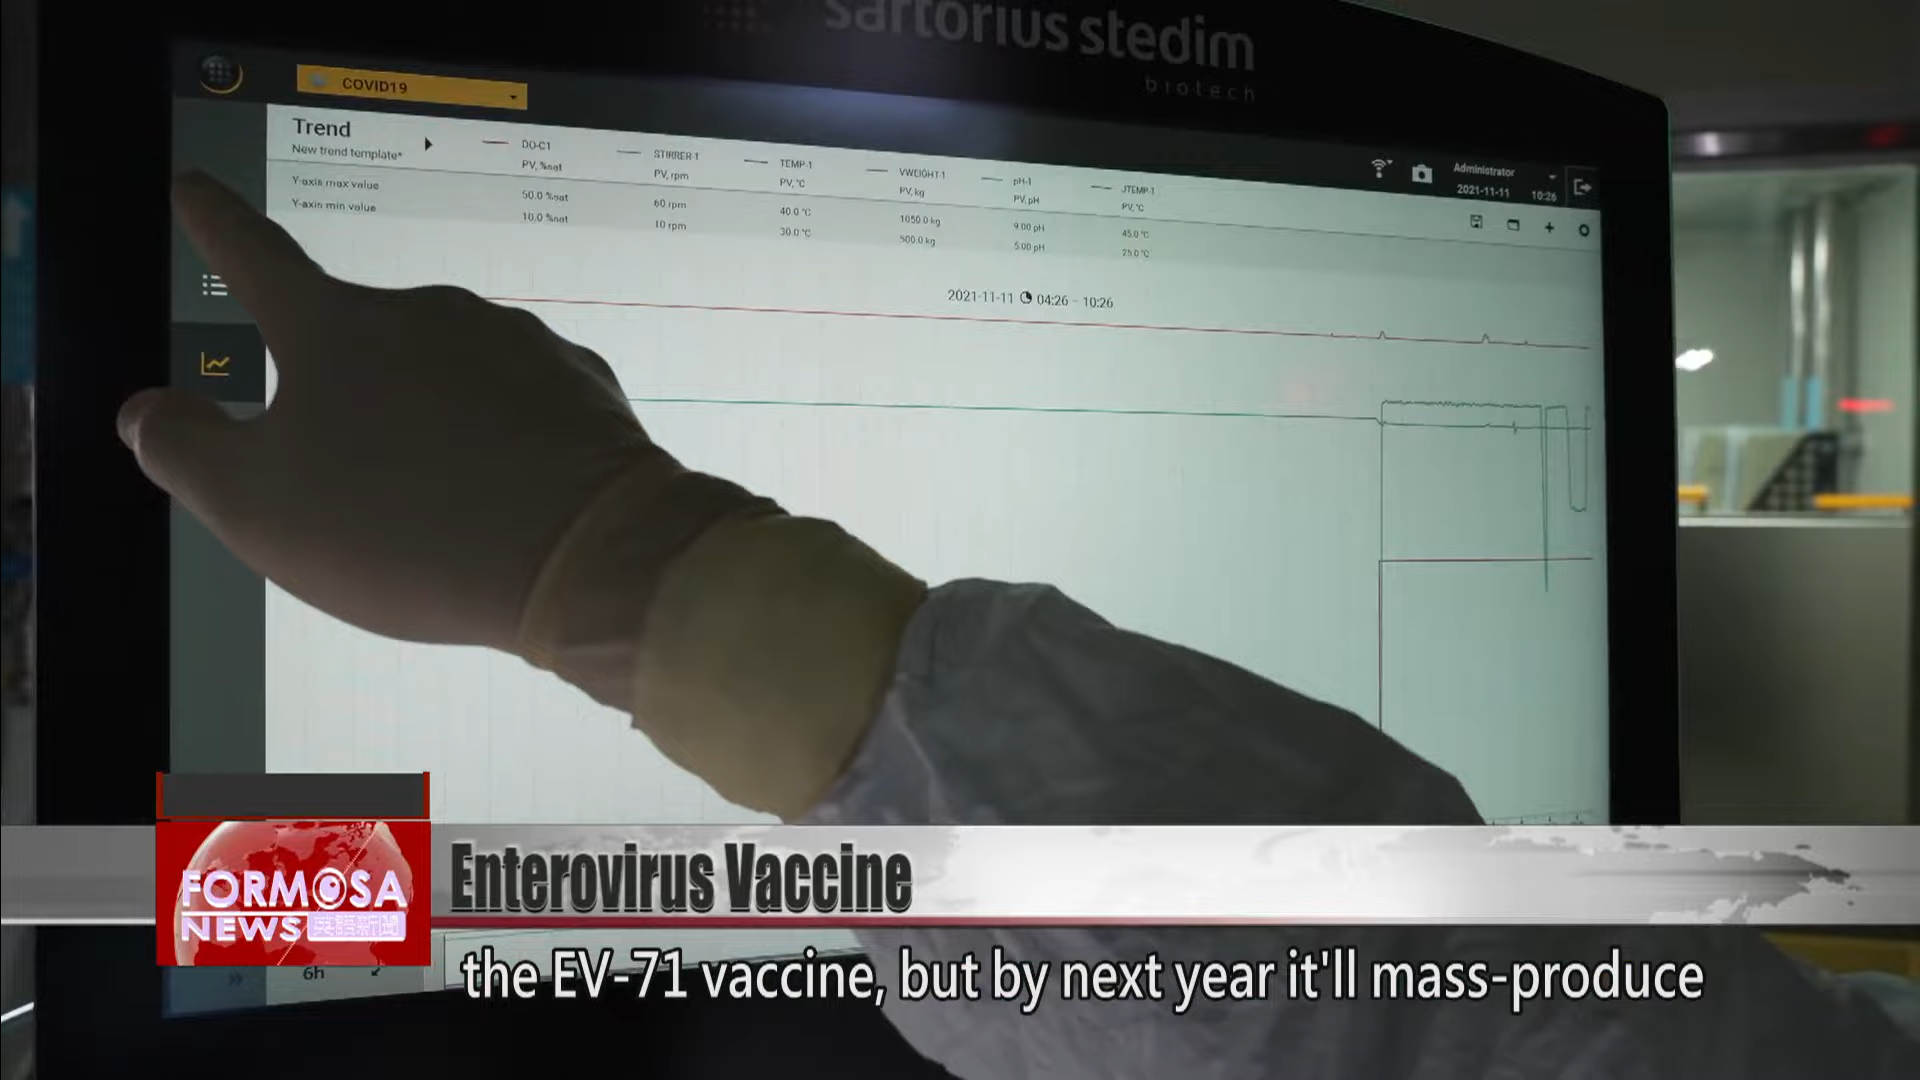 sartorius stedim
biotech
COVID19
Trend
New trend template*
DO-C1
PV, %sat
STIRRER-1
PV, rpm
TEMP-1
PV, °C
VWEIGHT-1
PV, kg
pH-1
PV, pH
JTEMP-1
PV, °C
Administrator
2021-11-11 10:26
Y-axis max value 50.0 %sat 60 rpm 40.0 °C 1050.0 kg 9.00 pH 45.0 °C
Y-axis min value 10.0 %sat 10 rpm 30.0 °C 500.0 kg 5.00 pH 25.0 °C
2021-11-11 04:26 - 10:26
Enterovirus Vaccine
FORMOSA
NEWS 英語新聞
6h
the EV-71 vaccine, but by next year it'll mass-produce